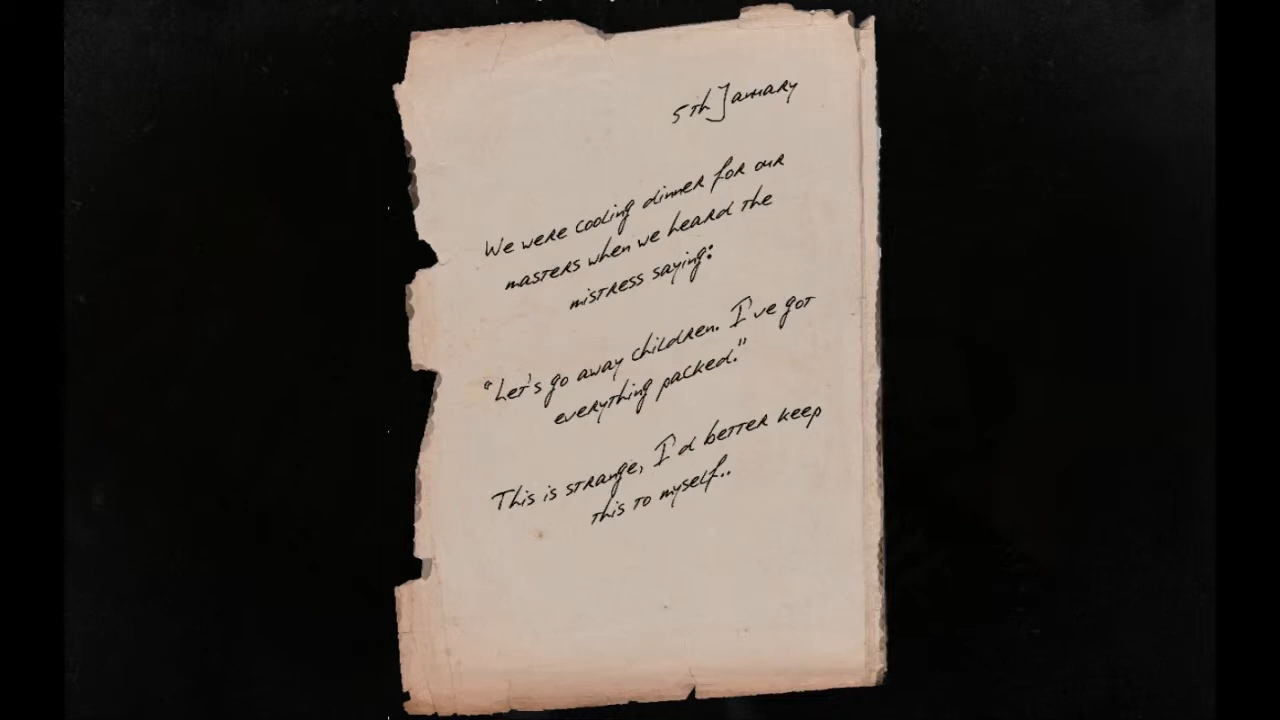 5th January
We were cooking dinner for our
masters when we heard the
mistress saying:
"Let's go away children. I've got
everything packed."
This is strange, I'd better keep
this to myself..